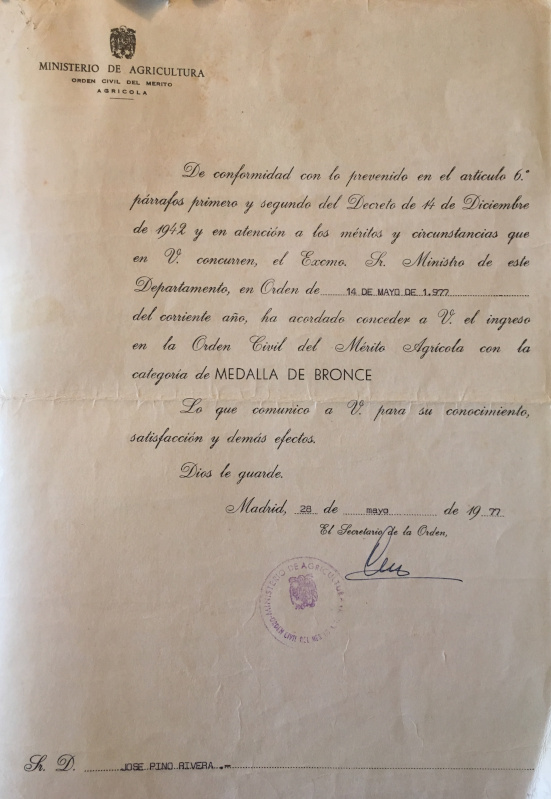 MINISTERIO DE AGRICULTURA
ORDEN CIVIL DEL MÉRITO
AGRICOLA
De conformidad con lo prevenido en el artículo 6.º
párrafos primero y segundo del Decreto de 14 de Diciembre
de 1942 y en atención a los méritos y circunstancias que
en V. concurren, el Excmo. Sr. Ministro de este
Departamento, en Orden de 14 DE MAYO DE 1.977
del corriente año, ha acordado conceder a V. el ingreso
en la Orden Civil del Mérito Agrícola con la
categoría de MEDALLA DE BRONCE
Lo que comunico a V. para su conocimiento,
satisfacción y demás efectos.
Dios le guarde.
Madrid, 28 de mayo de 19 77
El Secretario de la Orden,
MINISTERIO DE AGRICULTURA
ORDEN CIVIL DEL
Sr. D. JOSE PINO RIVERA .-